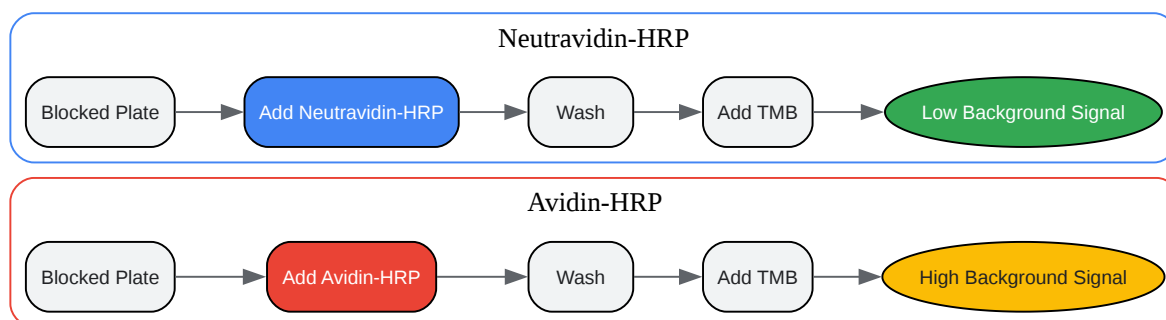 Neutravidin-HRP
Blocked Plate
Add Neutravidin-HRP
Wash
Add TMB
Low Background Signal
Avidin-HRP
Blocked Plate
Add Avidin-HRP
Wash
Add TMB
High Background Signal